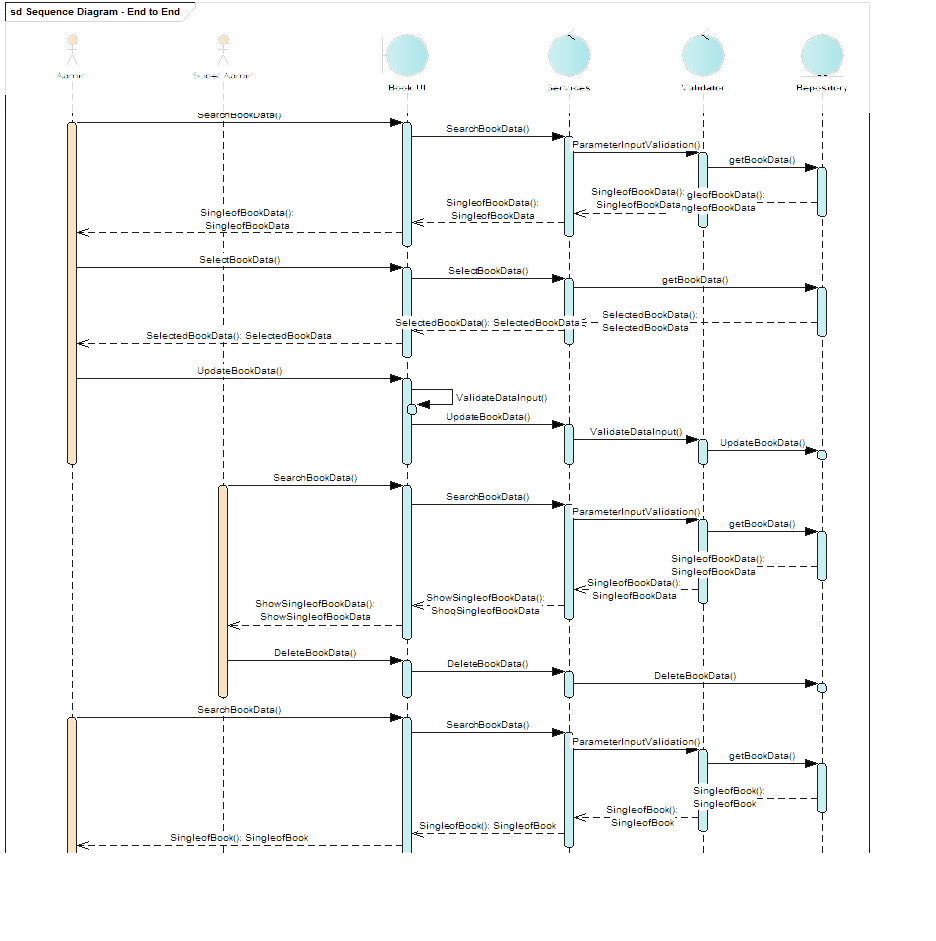 sd Sequence Diagram - End to End
Admin
Super Admin
Book UI
Services
Validator
Repository
SearchBookData()
SearchBookData()
ParameterInputValidation()
getBookData()
SingleofBookData():
SingleofBookData
gleofBookData():
ngleofBookData
SingleofBookData():
SingleofBookData
SingleofBookData():
SingleofBookData
SelectBookData()
SelectBookData()
getBookData()
SelectedBookData():
SelectedBookData
SelectedBookData(): SelectedBookData
SelectedBookData(): SelectedBookData
UpdateBookData()
ValidateDataInput()
UpdateBookData()
ValidateDataInput()
UpdateBookData()
SearchBookData()
SearchBookData()
ParameterInputValidation()
getBookData()
SingleofBookData():
SingleofBookData
SingleofBookData():
SingleofBookData
ShowSingleofBookData():
ShoqSingleofBookData
ShowSingleofBookData():
ShowSingleofBookData
DeleteBookData()
DeleteBookData()
DeleteBookData()
SearchBookData()
SearchBookData()
ParameterInputValidation()
getBookData()
SingleofBook():
SingleofBook
SingleofBook():
SingleofBook
SingleofBook(): SingleofBook
SingleofBook(): SingleofBook